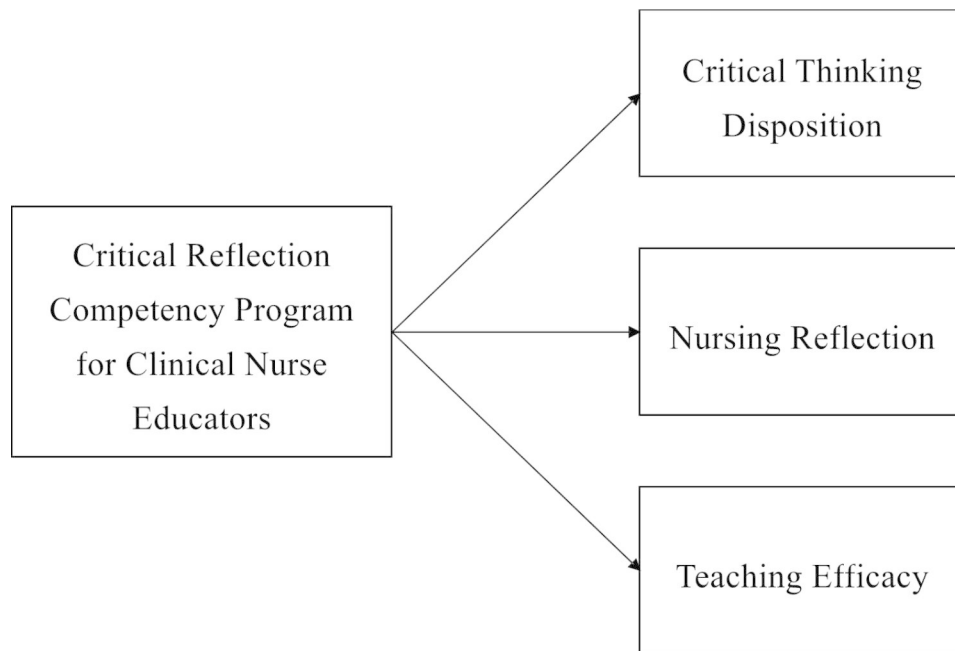 Critical Thinking
Disposition
Critical Reflection
Competency Program
for Clinical Nurse
Educators
Nursing Reflection
Teaching Efficacy